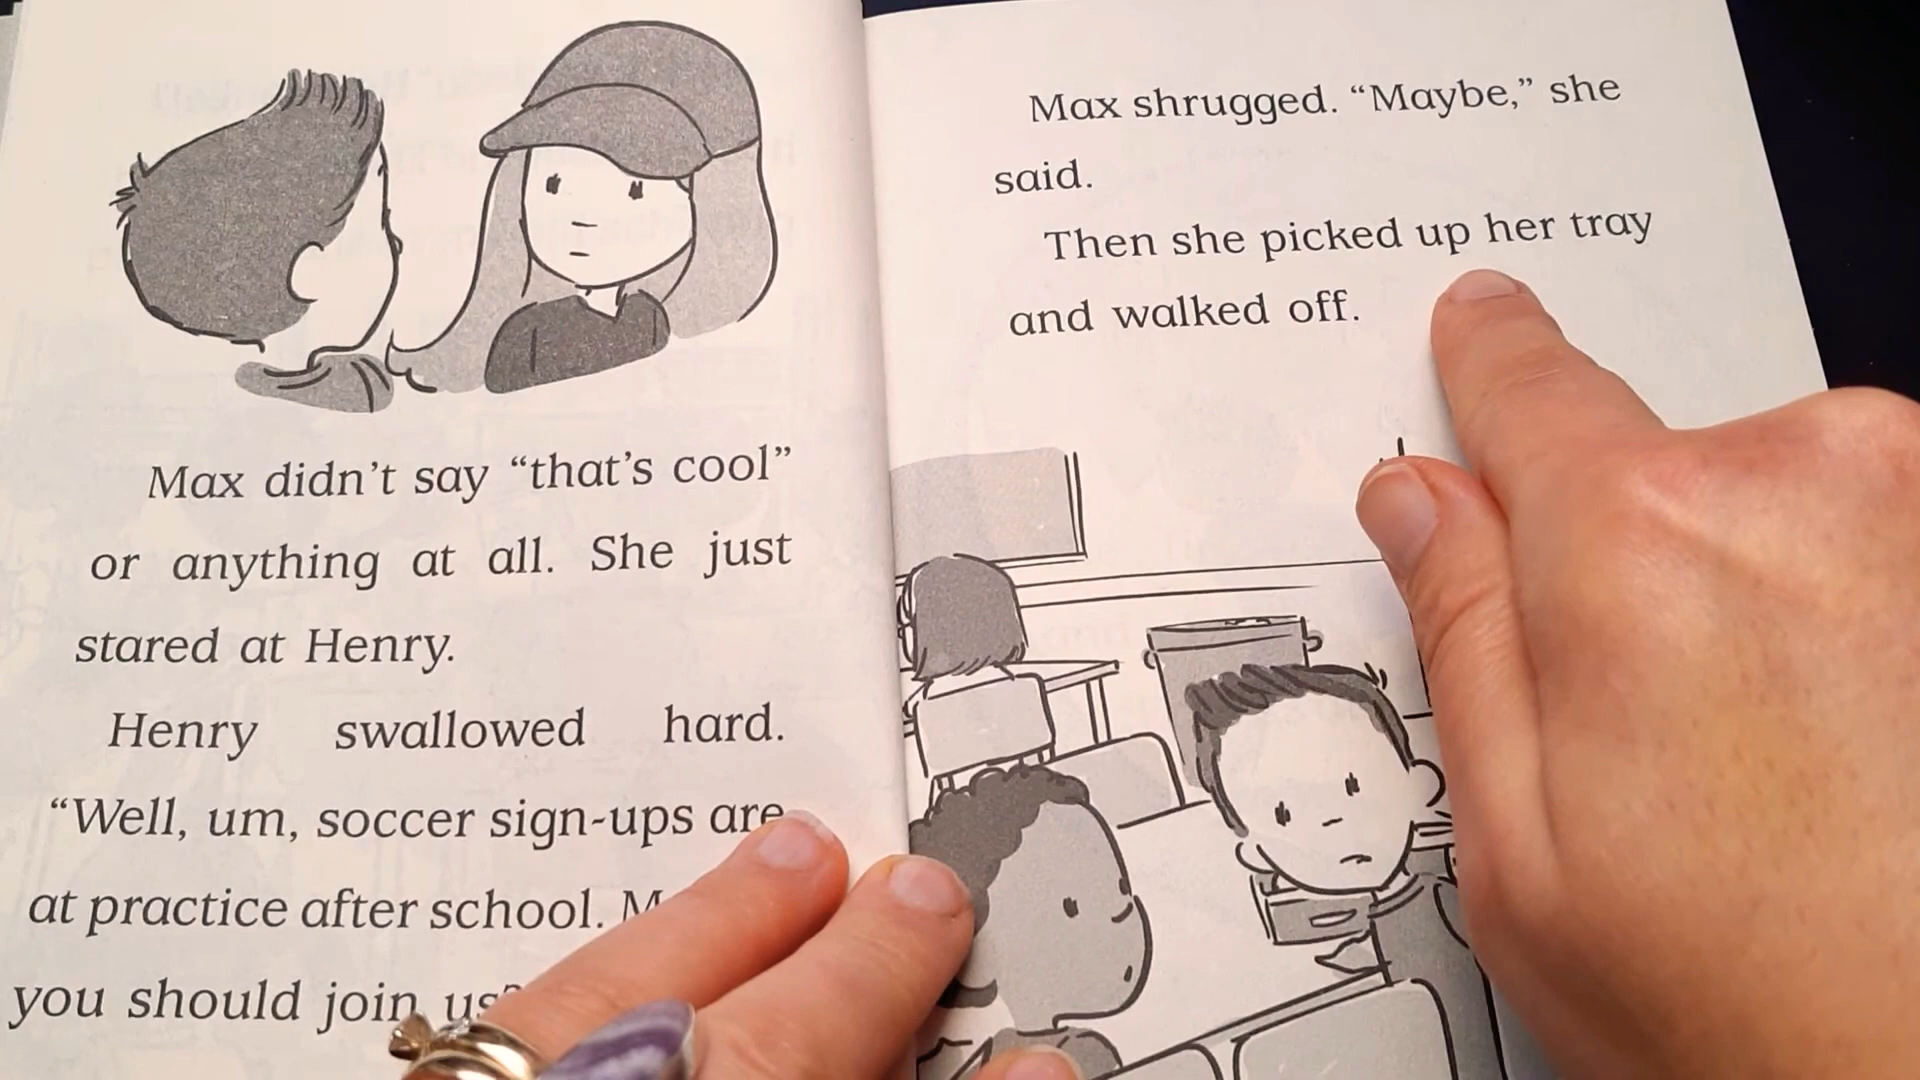 Max didn't say “that's cool”
or anything at all. She just
stared at Henry.
Henry swallowed hard.
“Well, um, soccer sign-ups are
at practice after school.
you should join us?
Max shrugged. “Maybe,” she
said.
Then she picked up her tray
and walked off.